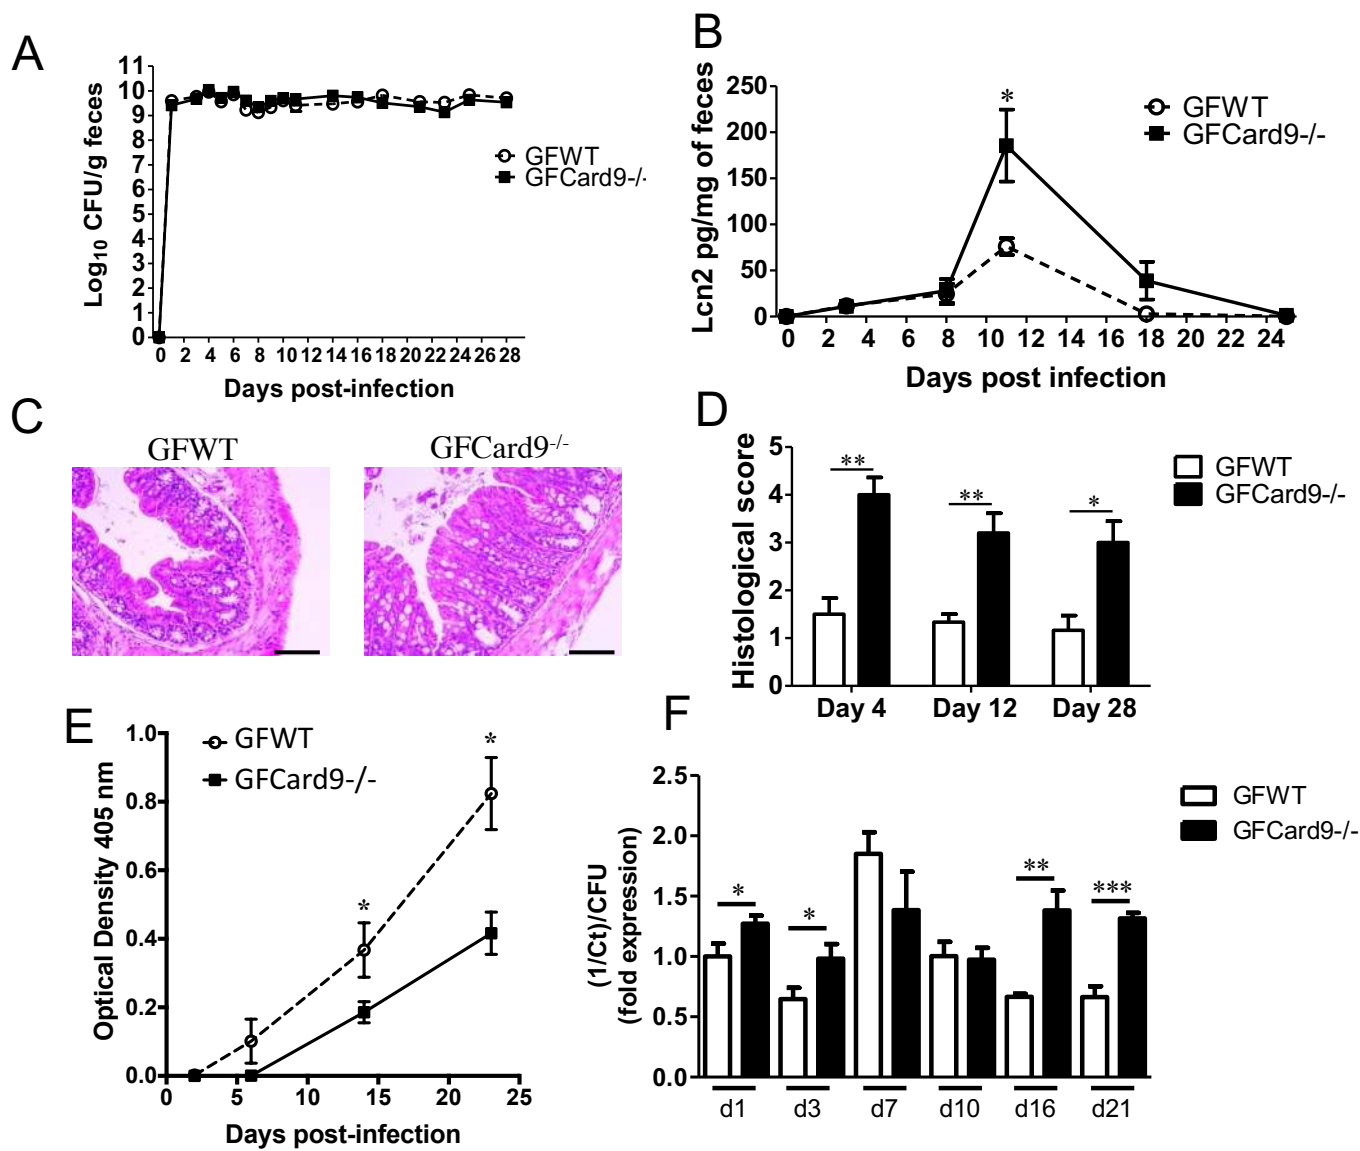 A
11
10
9
8
7
6
5
4
3
2
1
0
Log10 CFU/g feces
0 2 4 6 8 10 12 14 16 18 20 22 24 26 28
Days post-infection
GFWT
GFCard9-/-
B
250
200
150
100
50
0
Lcn2 pg/mg of feces
*
0 2 4 6 8 10 12 14 16 18 20 22 24
Days post infection
GFWT
GFCard9-/-
C
GFWT
GFCard9-/-
D
5
4
3
2
1
0
Histological score
** ** *
Day 4 Day 12 Day 28
GFWT
GFCard9-/-
E
1.0
0.8
0.6
0.4
0.2
0.0
Optical Density 405 nm
GFWT
GFCard9-/-
*
*
0 5 10 15 20 25
Days post-infection
F
2.5
2.0
1.5
1.0
0.5
0.0
(1/Ct)/CFU
(fold expression)
* * ** ***
d1 d3 d7 d10 d16 d21
GFWT
GFCard9-/-